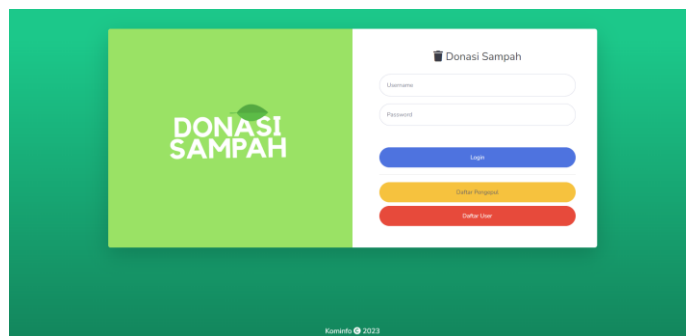 DONASI
SAMPAH
Donasi Sampah
Username
Password
Login
Daftar Pengepul
Daftar User
Kominfo © 2023